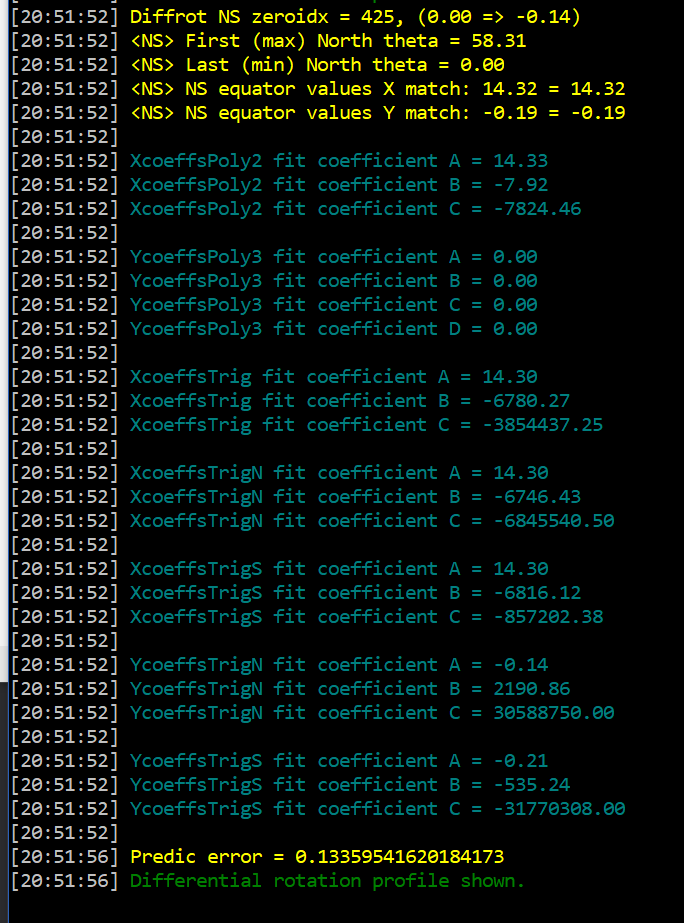 [20:51:52] Diffrot NS zeroidx = 425, (0.00 => -0.14)
[20:51:52] <NS> First (max) North theta = 58.31
[20:51:52] <NS> Last (min) North theta = 0.00
[20:51:52] <NS> NS equator values X match: 14.32 = 14.32
[20:51:52] <NS> NS equator values Y match: -0.19 = -0.19
[20:51:52]
[20:51:52] XcoeffsPoly2 fit coefficient A = 14.33
[20:51:52] XcoeffsPoly2 fit coefficient B = -7.92
[20:51:52] XcoeffsPoly2 fit coefficient C = -7824.46
[20:51:52]
[20:51:52] YcoeffsPoly3 fit coefficient A = 0.00
[20:51:52] YcoeffsPoly3 fit coefficient B = 0.00
[20:51:52] YcoeffsPoly3 fit coefficient C = 0.00
[20:51:52] YcoeffsPoly3 fit coefficient D = 0.00
[20:51:52]
[20:51:52] XcoeffsTrig fit coefficient A = 14.30
[20:51:52] XcoeffsTrig fit coefficient B = -6780.27
[20:51:52] XcoeffsTrig fit coefficient C = -3854437.25
[20:51:52]
[20:51:52] XcoeffsTrigN fit coefficient A = 14.30
[20:51:52] XcoeffsTrigN fit coefficient B = -6746.43
[20:51:52] XcoeffsTrigN fit coefficient C = -6845540.50
[20:51:52]
[20:51:52] XcoeffsTrigS fit coefficient A = 14.30
[20:51:52] XcoeffsTrigS fit coefficient B = -6816.12
[20:51:52] XcoeffsTrigS fit coefficient C = -857202.38
[20:51:52]
[20:51:52] YcoeffsTrigN fit coefficient A = -0.14
[20:51:52] YcoeffsTrigN fit coefficient B = 2190.86
[20:51:52] YcoeffsTrigN fit coefficient C = 30588750.00
[20:51:52]
[20:51:52] YcoeffsTrigS fit coefficient A = -0.21
[20:51:52] YcoeffsTrigS fit coefficient B = -535.24
[20:51:52] YcoeffsTrigS fit coefficient C = -31770308.00
[20:51:52]
[20:51:56] Predic error = 0.13359541620184173
[20:51:56] Differential rotation profile shown.